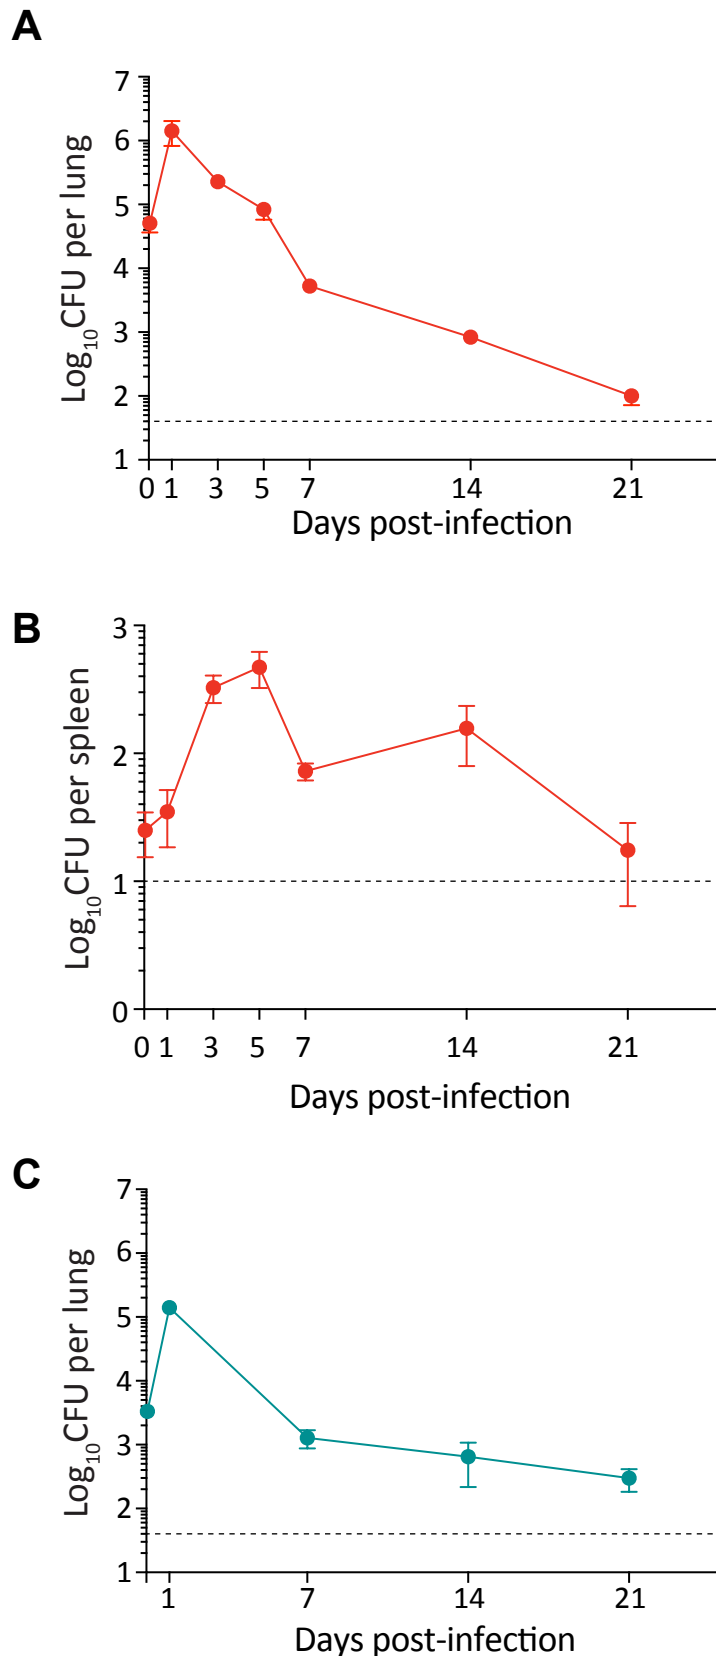 A
Log₁₀CFU per lung
7
6
5
4
3
2
1
0 1 3 5 7 14 21
Days post-infection
B
Log₁₀CFU per spleen
3
2
1
0
0 1 3 5 7 14 21
Days post-infection
C
Log₁₀CFU per lung
7
6
5
4
3
2
1
1 7 14 21
Days post-infection